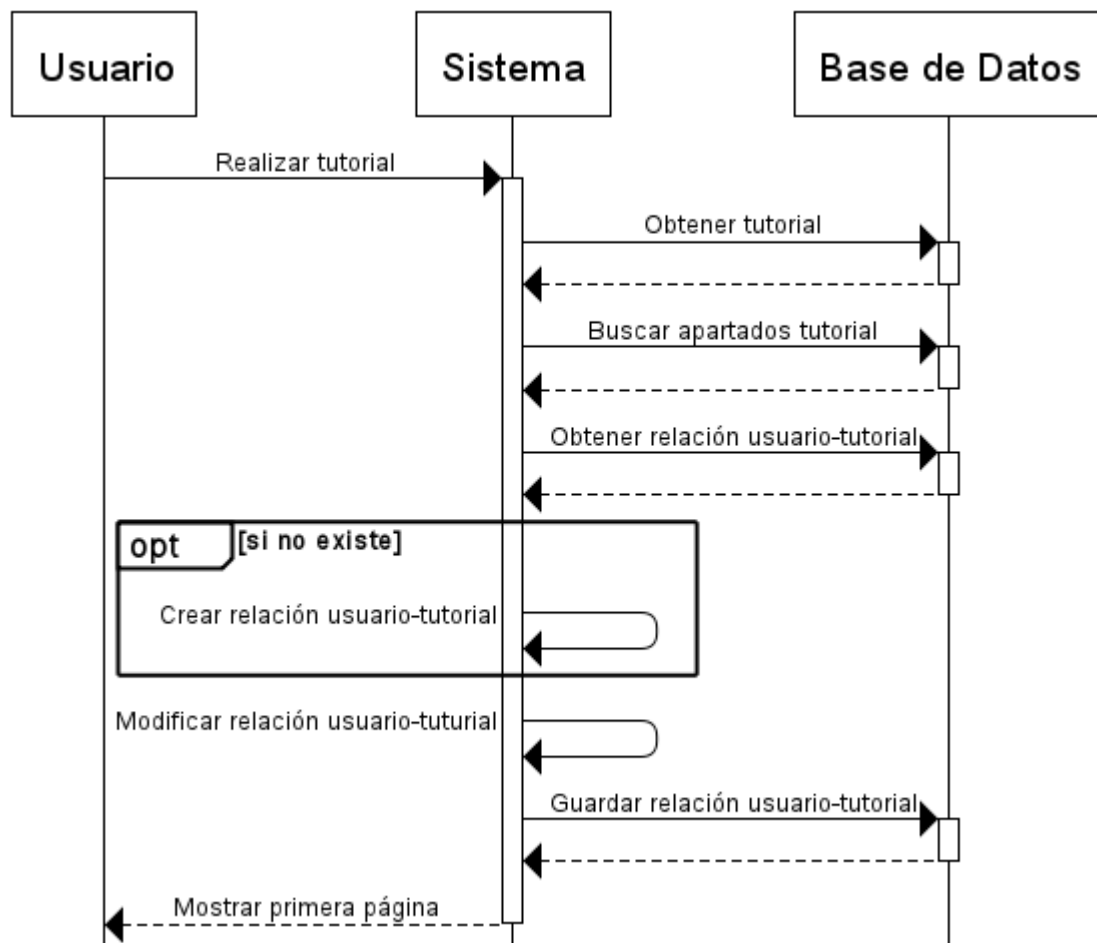 Usuario
Sistema
Base de Datos
Realizar tutorial
Obtener tutorial
Buscar apartados tutorial
Obtener relación usuario-tutorial
opt
[si no existe]
Crear relación usuario-tutorial
Modificar relación usuario-tuturial
Guardar relación usuario-tutorial
Mostrar primera página